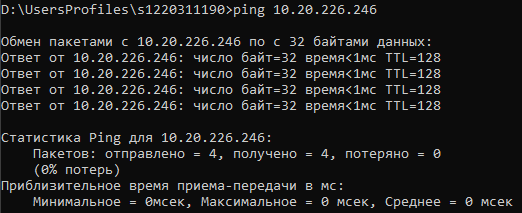 D:\UsersProfiles\s1220311190>ping 10.20.226.246
Обмен пакетами с 10.20.226.246 по с 32 байтами данных:
Ответ от 10.20.226.246: число байт=32 время<1мс TTL=128
Ответ от 10.20.226.246: число байт=32 время<1мс TTL=128
Ответ от 10.20.226.246: число байт=32 время<1мс TTL=128
Ответ от 10.20.226.246: число байт=32 время<1мс TTL=128
Статистика Ping для 10.20.226.246:
Пакетов: отправлено = 4, получено = 4, потеряно = 0
(0% потерь)
Приблизительное время приема-передачи в мс:
Минимальное = 0мсек, Максимальное = 0 мсек, Среднее = 0 мсек